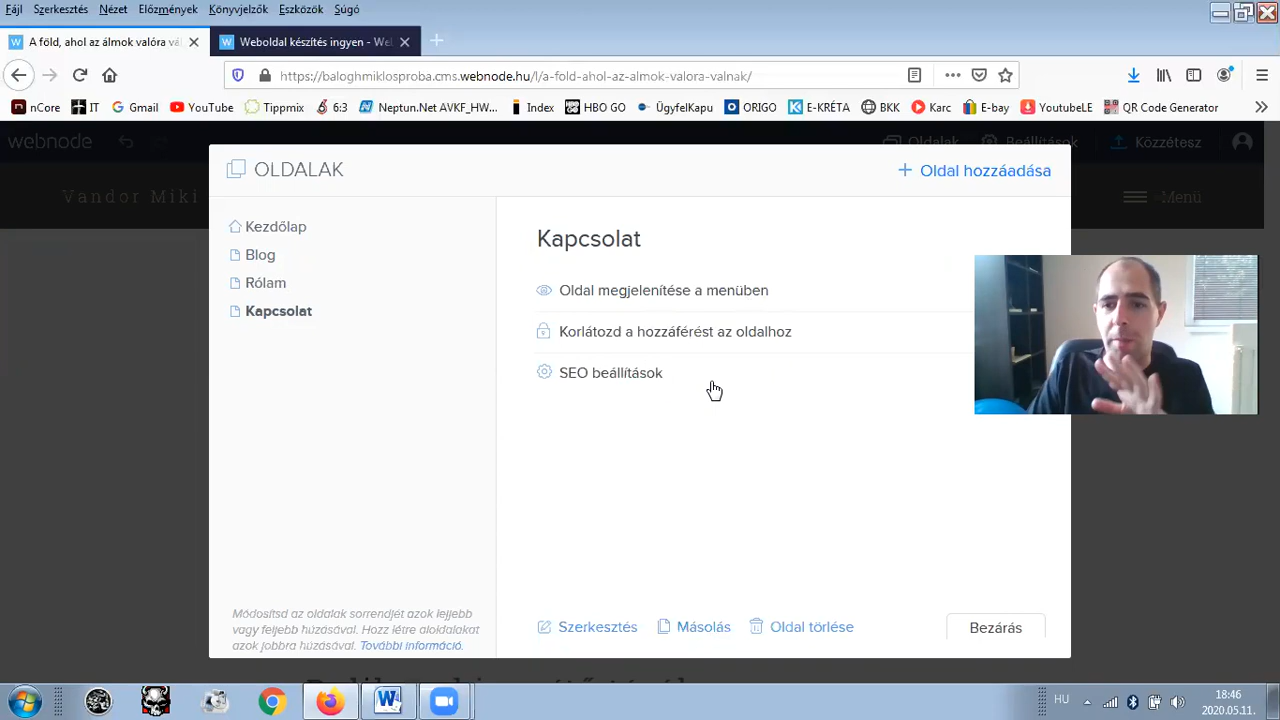 Fájl Szerkesztés Nézet Előzmények Könyvjelzők Eszközök Súgó
A föld, ahol az álmok valóra vá
Weboldal készítés ingyen - We
https://baloghmiklosproba.cms.webnode.hu/l/a-fold-ahol-az-almok-valora-valnak/
nCore IT Gmail YouTube Tippmix 6:3 Neptun.Net AVKF_HW... Index HBO GO ÜgyfelKapu ORIGO E-KRÉTA BKK Karc E-bay YoutubeLE QR Code Generator
webnode Oldalak Beállítások Közzétesz
Vandor Miki Menü
OLDALAK
Oldal hozzáadása
Kezdőlap
Blog
Rólam
Kapcsolat
Kapcsolat
Oldal megjelenítése a menüben
Korlátozd a hozzáférést az oldalhoz
SEO beállítások
Módosítsd az oldalak sorrendjét azok lejjebb
vagy feljebb húzásával. Hozz létre aloldalakat
azok jobbra húzásával. További információ.
Szerkesztés Másolás Oldal törlése Bezárás
HU
18:46
2020.05.11.